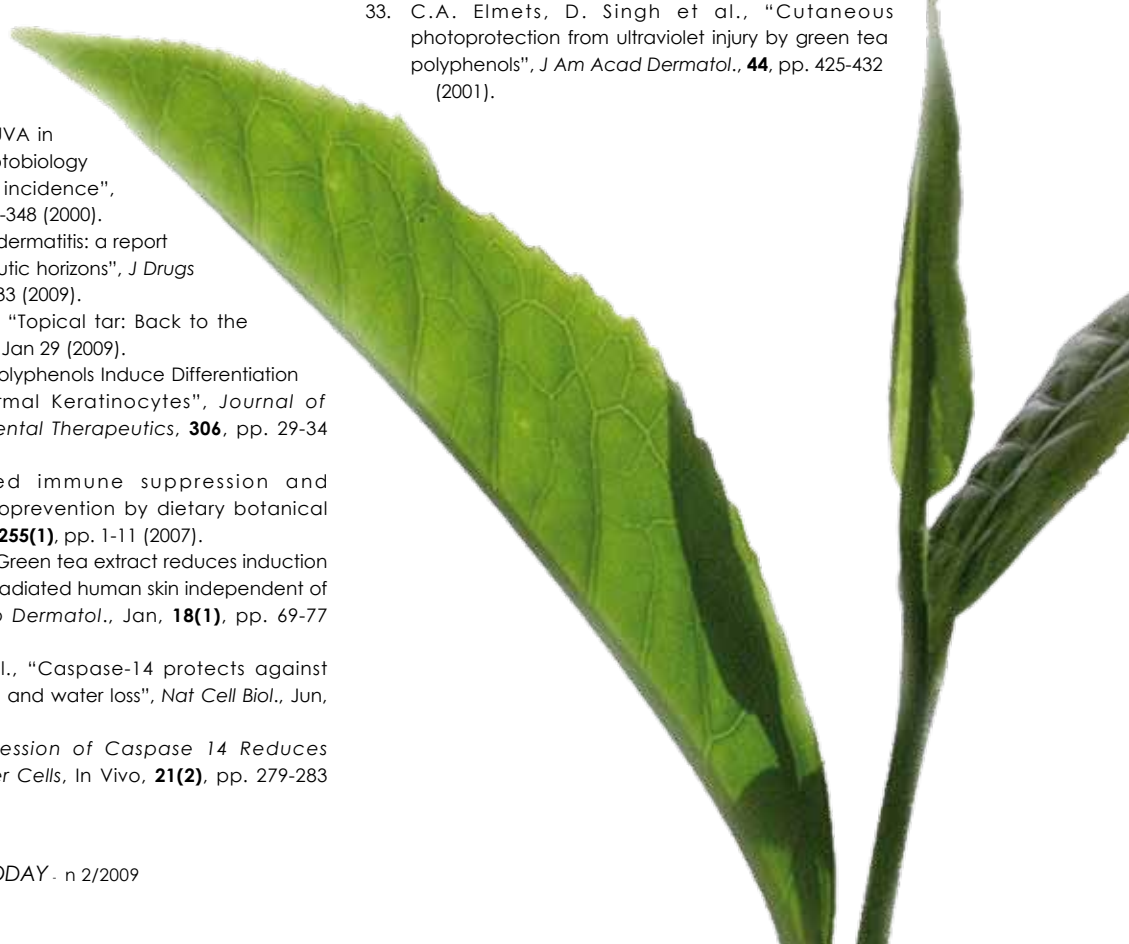 33. C.A. Elmets, D. Singh et al., “Cutaneous
photoprotection from ultraviolet injury by green tea
polyphenols”, J Am Acad Dermatol., 44, pp. 425-432
(2001).
UVA in
incidence”,
-348 (2000).
dermatitis: a report
utic horizons”, J Drugs
33 (2009).
“Topical tar: Back to the
Jan 29 (2009).
olyphenols Induce Differentiation
rmal Keratinocytes”, Journal of
ental Therapeutics, 306, pp. 29-34
ed immune suppression and
oprevention by dietary botanical
255(1), pp. 1-11 (2007).
Green tea extract reduces induction
adiated human skin independent of
Dermatol., Jan, 18(1), pp. 69-77
l., “Caspase-14 protects against
and water loss”, Nat Cell Biol., Jun,
ession of Caspase 14 Reduces
er Cells, In Vivo, 21(2), pp. 279-283
ODAY - n 2/2009